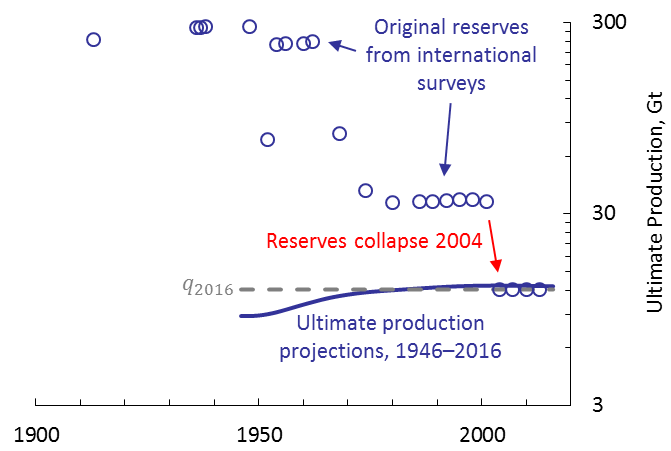 Original reserves
from international
surveys
300
Ultimate Production, Gt
30
Reserves collapse 2004
q2016
Ultimate production
projections, 1946–2016
3
1900
1950
2000